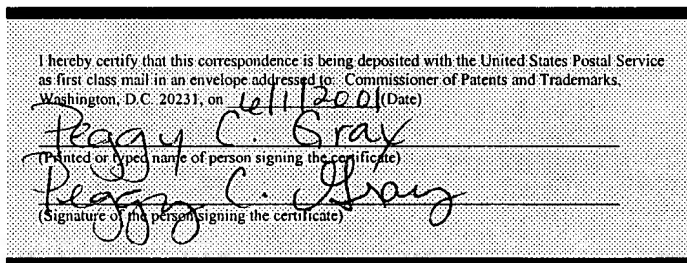 I hereby certify that this correspondence is being deposited with the United States Postal Service
as first class mail in an envelope addressed to: Commissioner of Patents and Trademarks,
Washington, D.C. 20231, on 6/1/2001 (Date)
Peggy C. Gray
(Printed or typed name of person signing the certificate)
Peggy C. Gray
(Signature of the person signing the certificate)